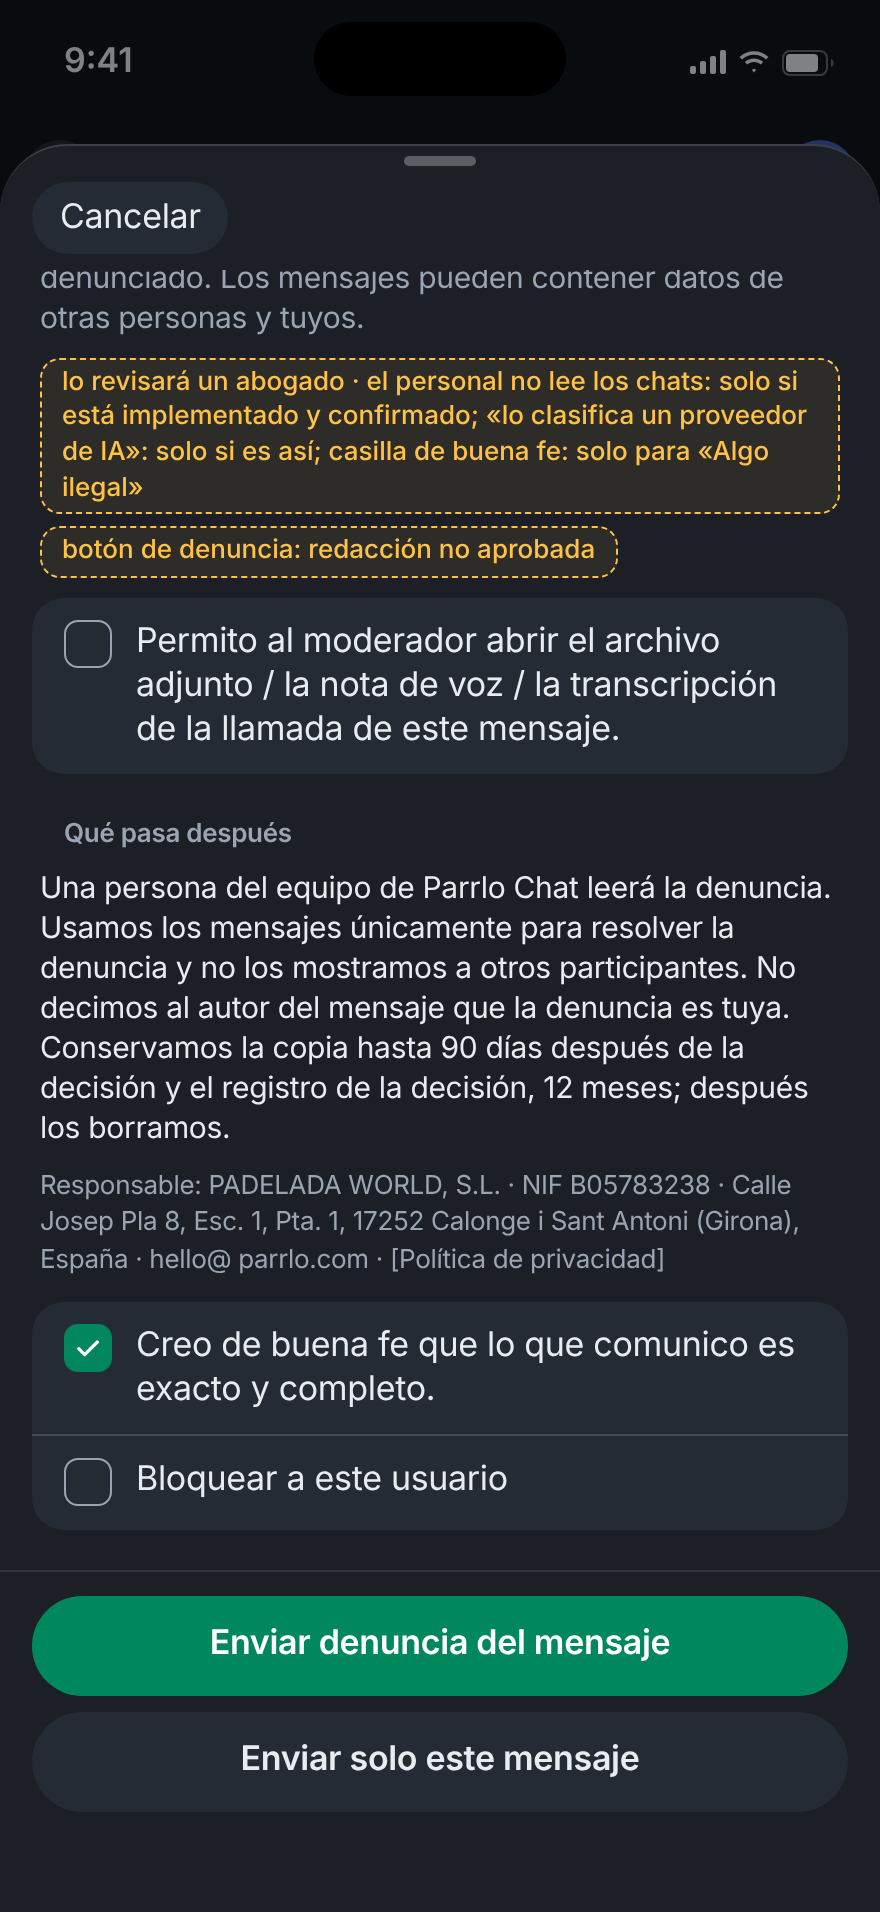 9:41
Cancelar
denunciado. Los mensajes pueden contener datos de
otras personas y tuyos.
lo revisará un abogado · el personal no lee los chats: solo si
está implementado y confirmado; «lo clasifica un proveedor
de IA»: solo si es así; casilla de buena fe: solo para «Algo
ilegal»
botón de denuncia: redacción no aprobada
Permito al moderador abrir el archivo
adjunto / la nota de voz / la transcripción
de la llamada de este mensaje.
Qué pasa después
Una persona del equipo de Parrlo Chat leerá la denuncia.
Usamos los mensajes únicamente para resolver la
denuncia y no los mostramos a otros participantes. No
decimos al autor del mensaje que la denuncia es tuya.
Conservamos la copia hasta 90 días después de la
decisión y el registro de la decisión, 12 meses; después
los borramos.
Responsable: PADELADA WORLD, S.L. · NIF B05783238 · Calle
Josep Pla 8, Esc. 1, Pta. 1, 17252 Calonge i Sant Antoni (Girona),
España · hello@ parrlo.com · [Política de privacidad]
Creo de buena fe que lo que comunico es
exacto y completo.
Bloquear a este usuario
Enviar denuncia del mensaje
Enviar solo este mensaje